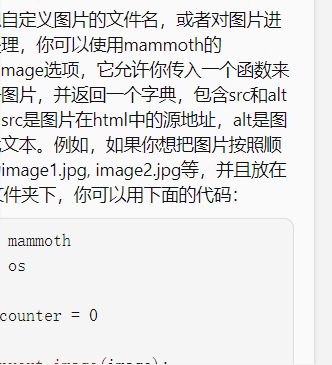 自定义图片的文件名，或者对图片进
理，你可以使用mammoth的
mage选项，它允许你传入一个函数来
图片，并返回一个字典，包含src和alt
src是图片在html中的源地址，alt是图
文本。例如，如果你想把图片按照顺
image1.jpg, image2.jpg等，并且放在
文件夹下，你可以用下面的代码：
mammoth
os
counter = 0
image(image):